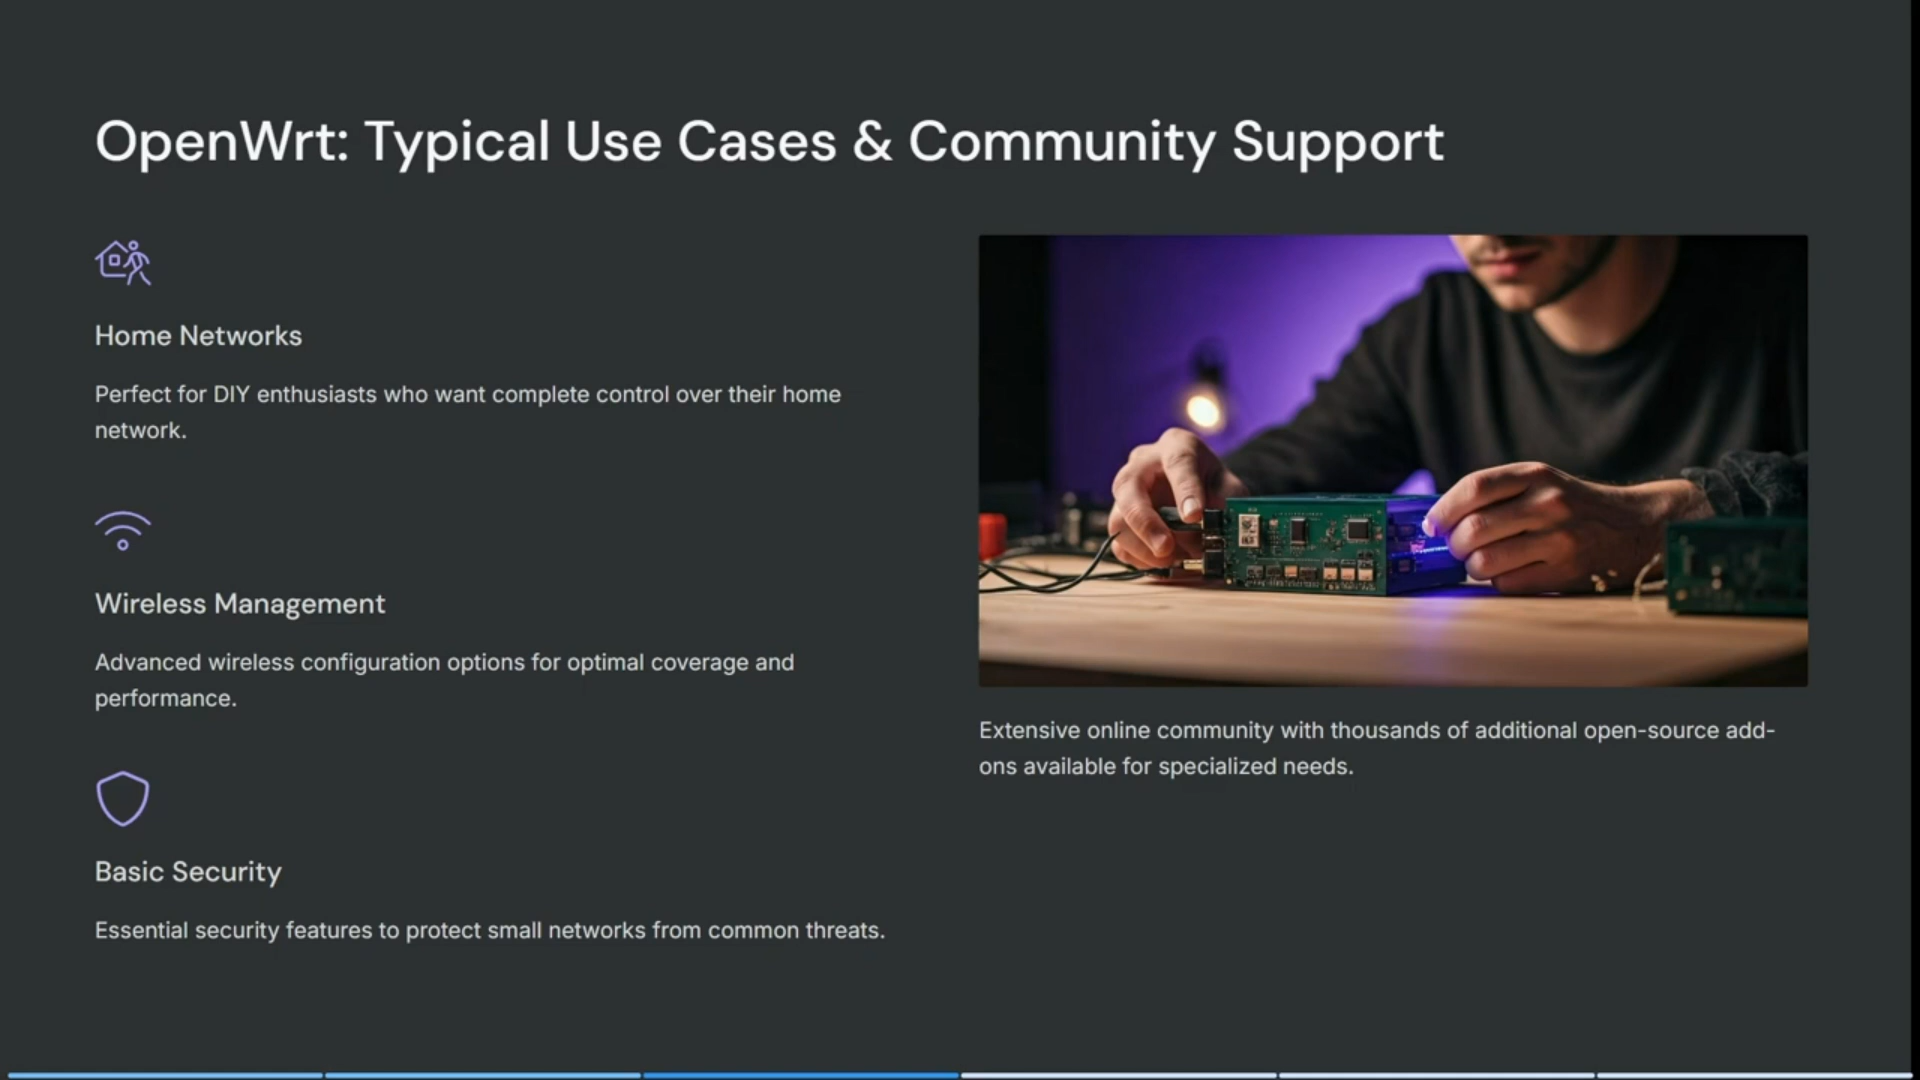 OpenWrt: Typical Use Cases & Community Support
Home Networks
Perfect for DIY enthusiasts who want complete control over their home
network.
Wireless Management
Advanced wireless configuration options for optimal coverage and
performance.
Basic Security
Essential security features to protect small networks from common threats.
Extensive online community with thousands of additional open-source add-
ons available for specialized needs.